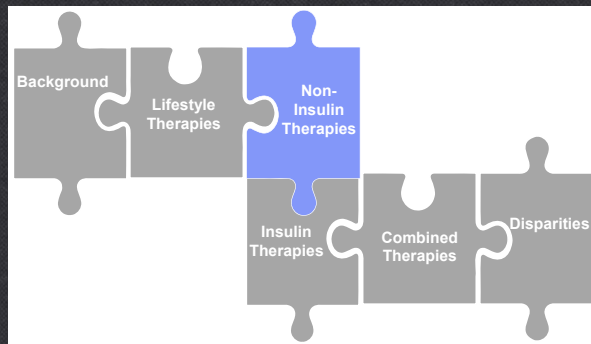 Background
Lifestyle
Therapies
Non-
Insulin
Therapies
Insulin
Therapies
Combined
Therapies
Disparities